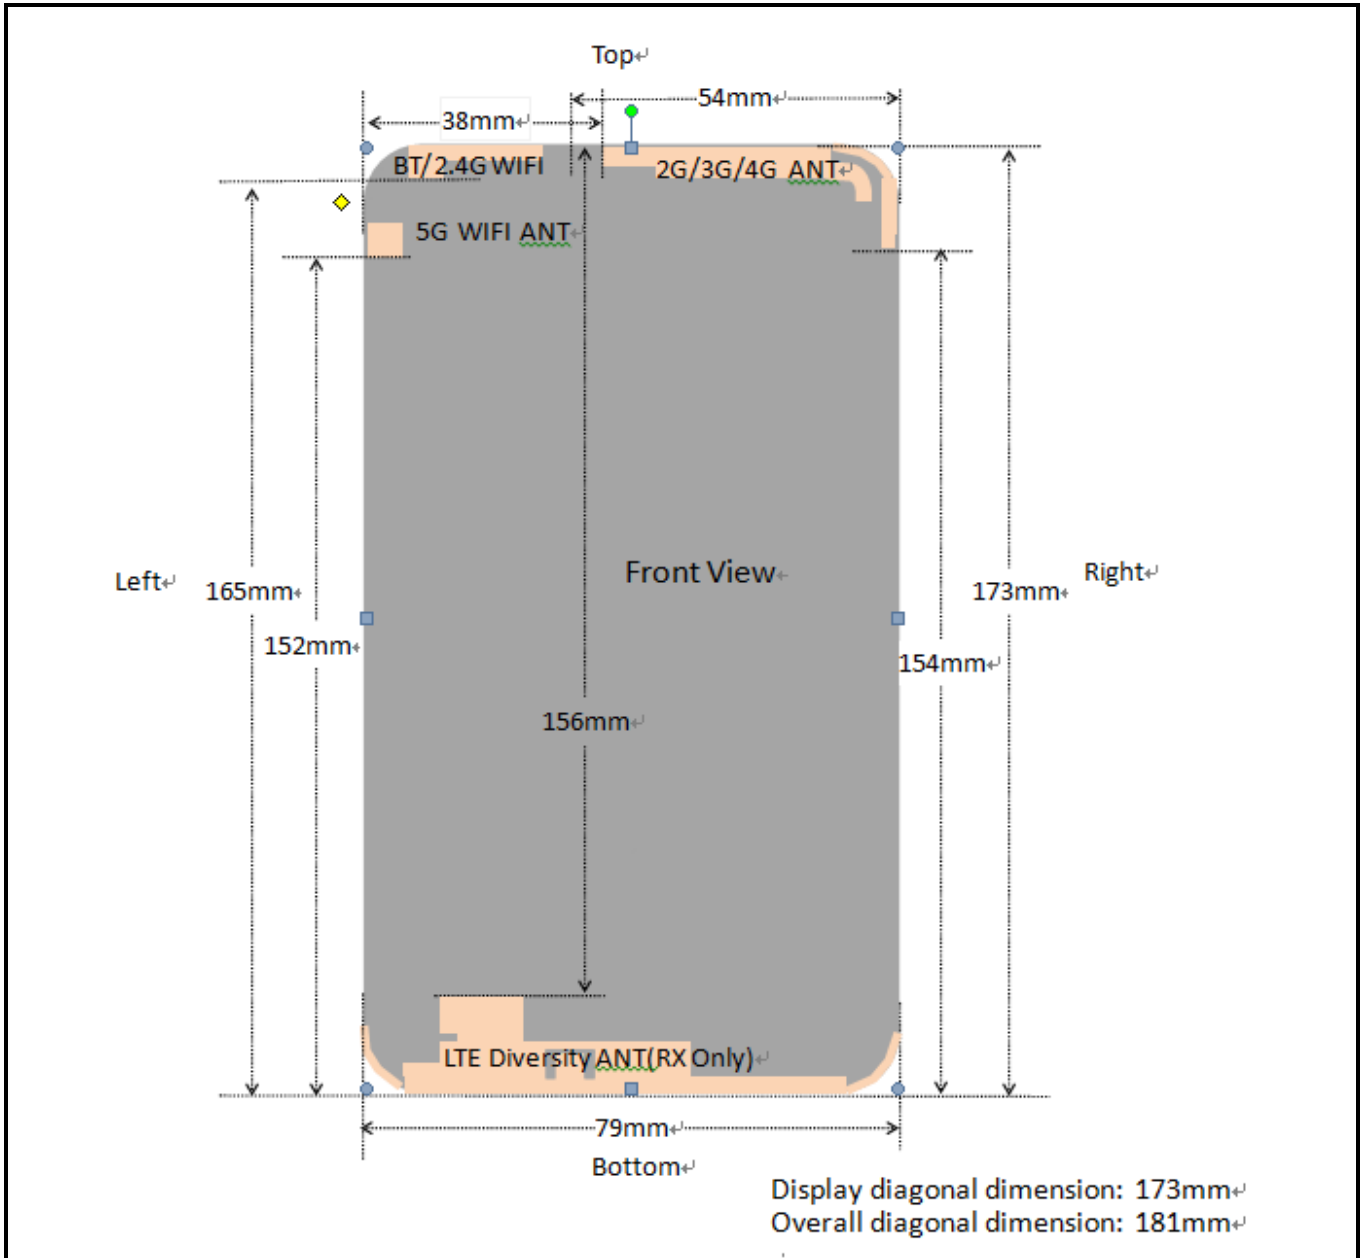 Top
54mm
38mm
BT/2.4G WIFI
2G/3G/4G ANT
5G WIFI ANT
Front View
Left
Right
165mm
173mm
152mm
154mm
156mm
LTE Diversity ANT(RX Only)
79mm
Bottom
Display diagonal dimension: 173mm
Overall diagonal dimension: 181mm